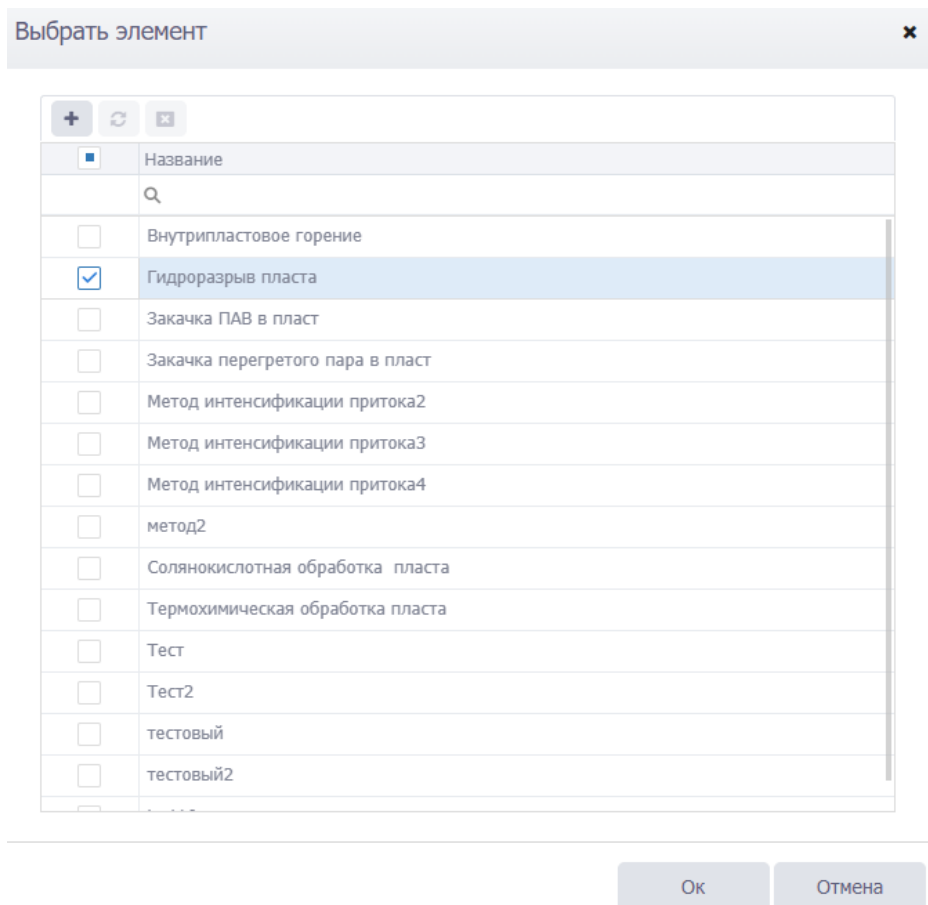 Выбрать элемент
Название
Внутрипластовое горение
Гидроразрыв пласта
Закачка ПАВ в пласт
Закачка перегретого пара в пласт
Метод интенсификации притока2
Метод интенсификации притока3
Метод интенсификации притока4
метод2
Солянокислотная обработка  пласта
Термохимическая обработка пласта
Тест
Тест2
тестовый
тестовый2
Ок
Отмена